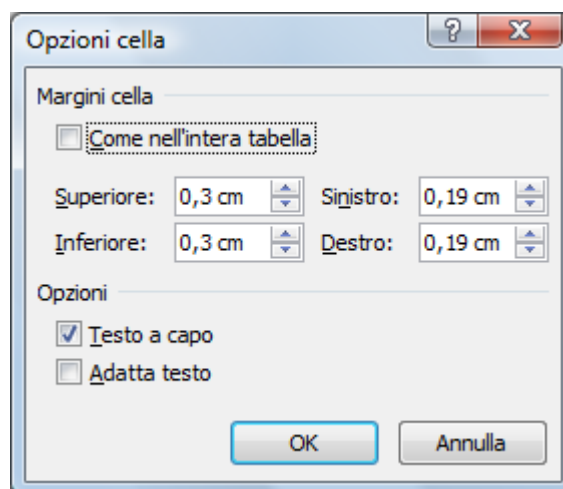 Opzioni cella
Margini cella
Come nell'intera tabella
Superiore: 0,3 cm Sinistro: 0,19 cm
Inferiore: 0,3 cm Destro: 0,19 cm
Opzioni
Testo a capo
Adatta testo
OK Annulla